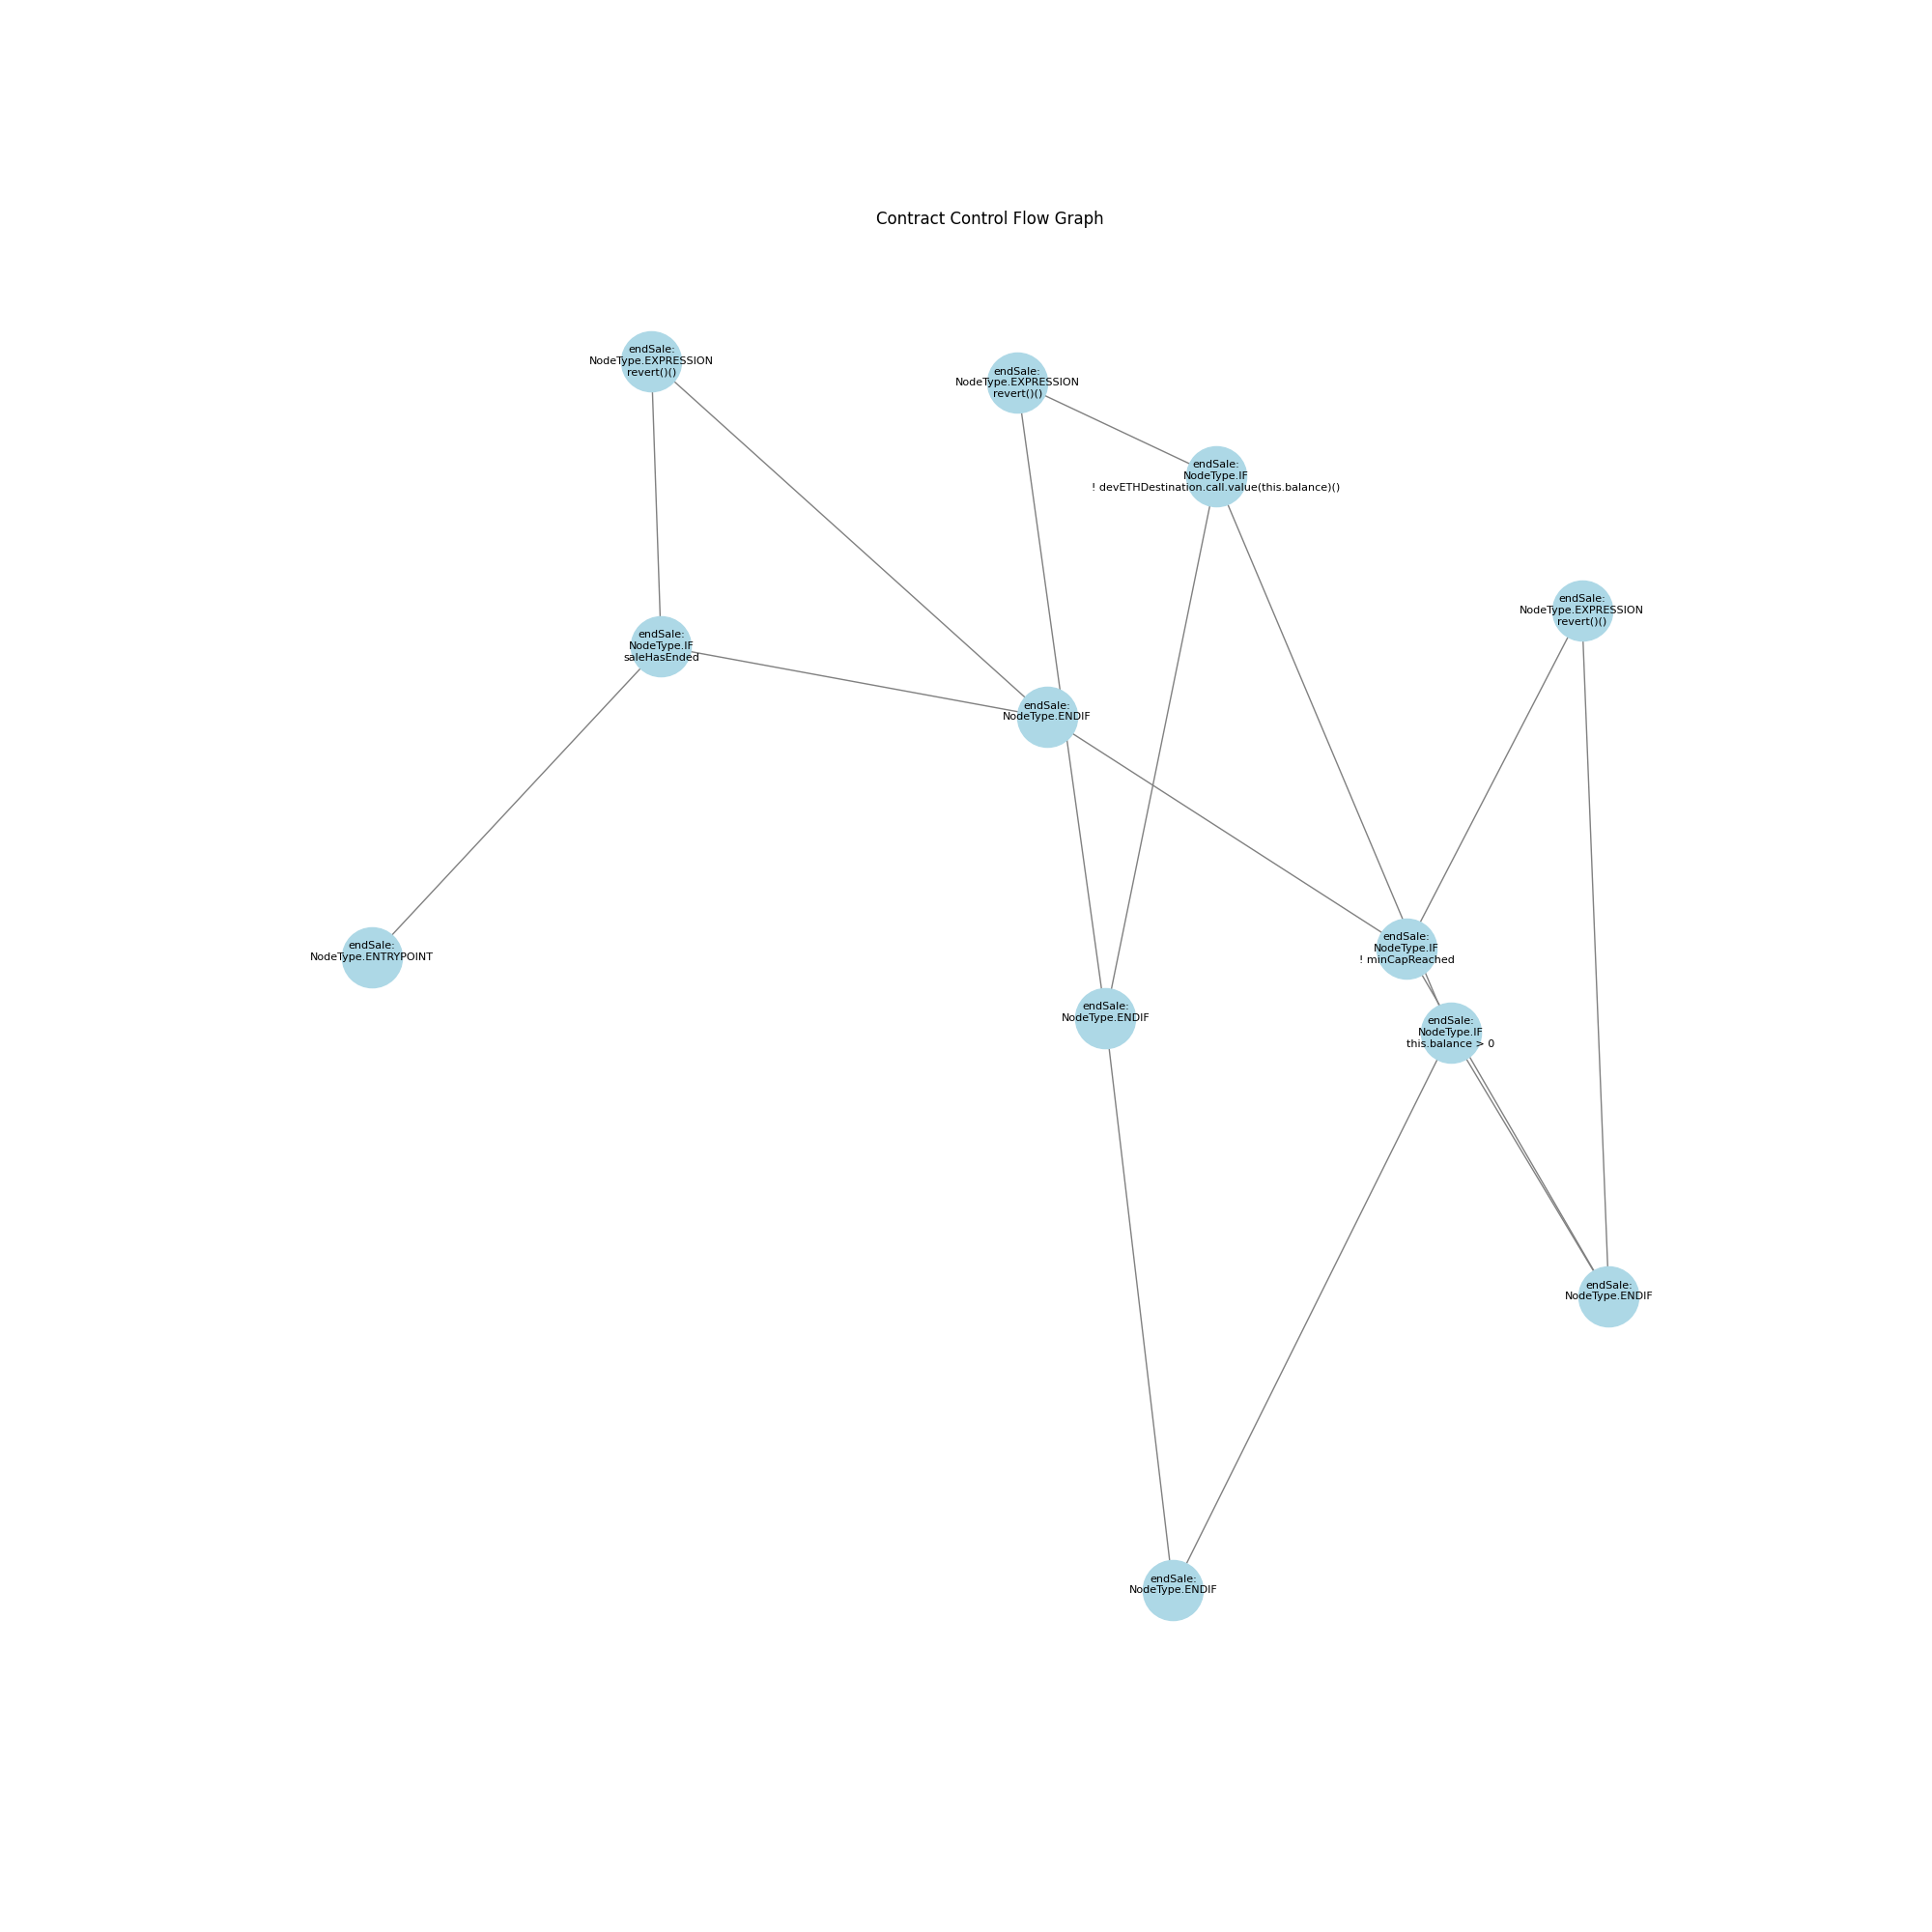 Contract Control Flow Graph
endSale:
NodeType.EXPRESSION
revert()()
endSale:
NodeType.EXPRESSION
revert()()
endSale:
NodeType.IF
! devETHDestination.call.value(this.balance)()
endSale:
NodeType.EXPRESSION
revert()()
endSale:
NodeType.IF
saleHasEnded
endSale:
NodeType.ENDIF
endSale:
NodeType.IF
! minCapReached
endSale:
NodeType.ENTRYPOINT
endSale:
NodeType.ENDIF
endSale:
NodeType.IF
this.balance > 0
endSale:
NodeType.ENDIF
endSale:
NodeType.ENDIF